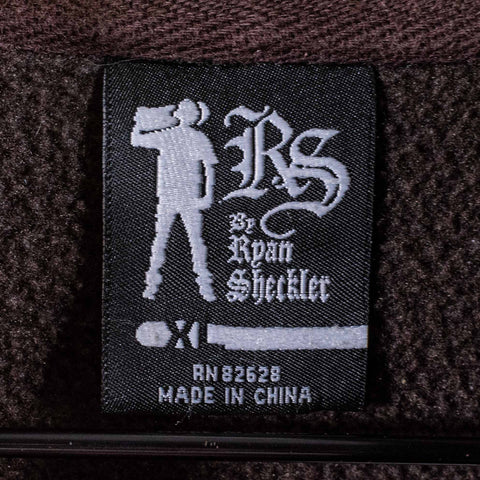 RS
By
Ryan
Sheckler
XL
RN 82628
MADE IN CHINA